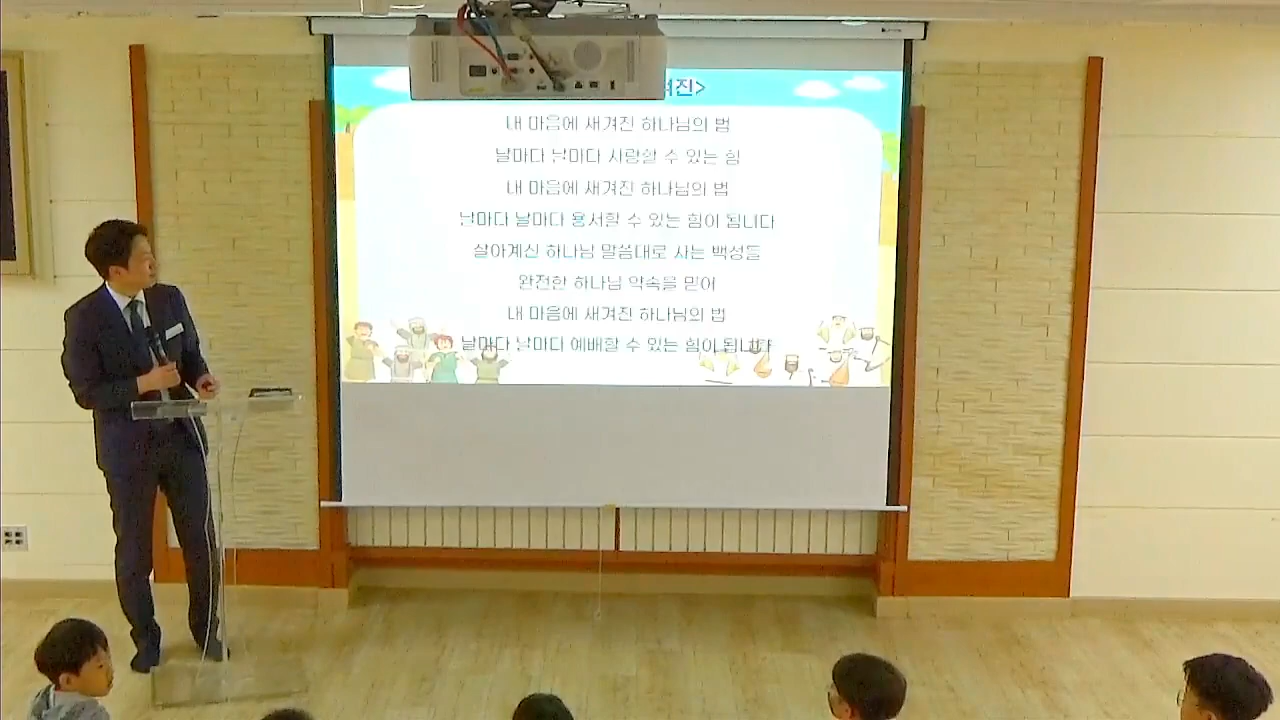 겨진>
내 마음에 새겨진 하나님의 법
날마다 날마다 사랑할 수 있는 힘
내 마음에 새겨진 하나님의 법
날마다 날마다 용서할 수 있는 힘이 됩니다
살아계신 하나님 말씀대로 사는 백성들
완전한 하나님 약속을 믿어
내 마음에 새겨진 하나님의 법
날마다 날마다 예배할 수 있는 힘이 됩니다